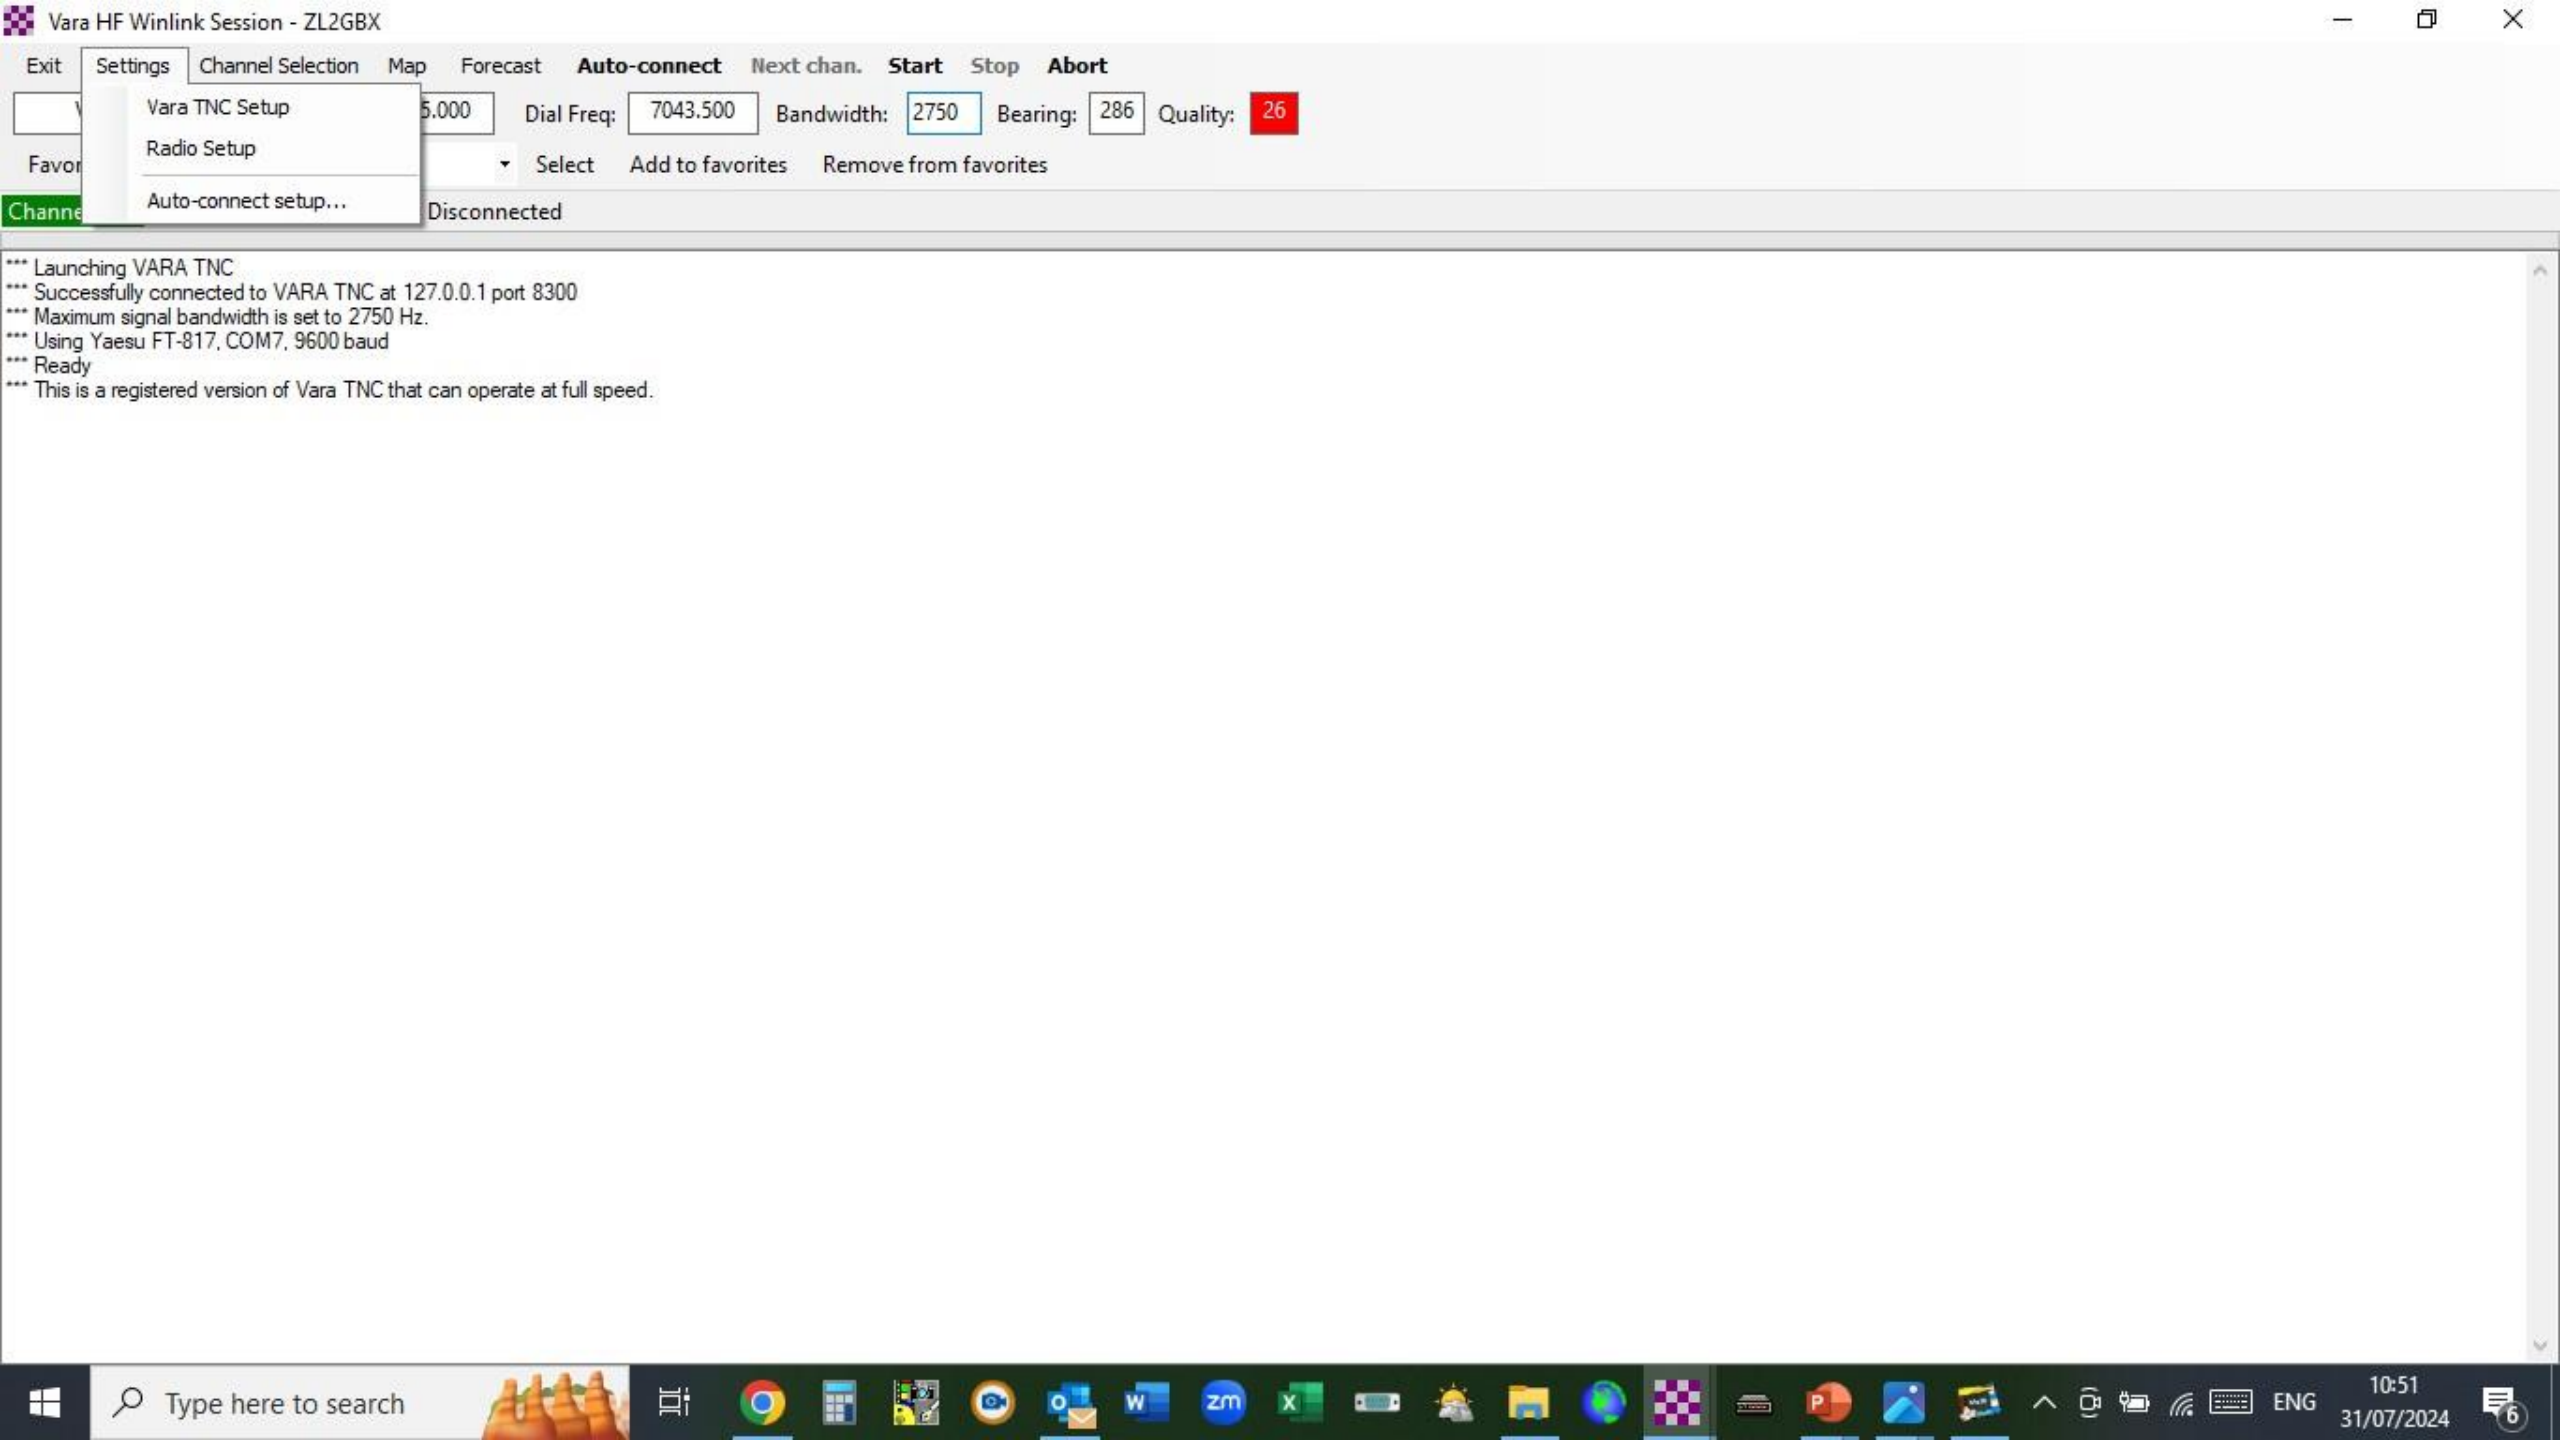 Vara HF Winlink Session - ZL2GBX
Exit Settings Channel Selection Map Forecast Auto-connect Next chan. Start Stop Abort
Vara TNC Setup
5.000 Dial Freq: 7043.500 Bandwidth: 2750 Bearing: 286 Quality: 26
Radio Setup
Favor Select Add to favorites Remove from favorites
Auto-connect setup...
Channe Disconnected
*** Launching VARA TNC
*** Successfully connected to VARA TNC at 127.0.0.1 port 8300
*** Maximum signal bandwidth is set to 2750 Hz.
*** Using Yaesu FT-817, COM7, 9600 baud
*** Ready
*** This is a registered version of Vara TNC that can operate at full speed.
Type here to search
zm
ENG
10:51
31/07/2024
6